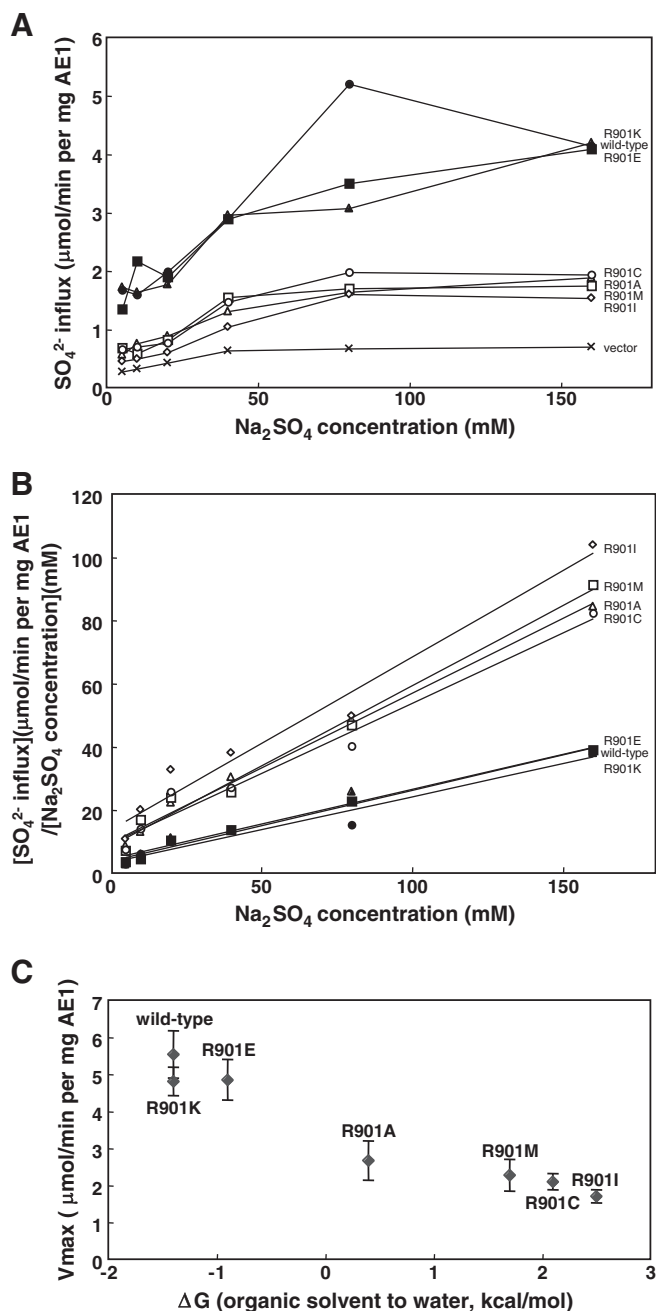 A
SO₄²⁻ influx (μmol/min per mg AE1)
6
5
4
3
2
1
0
0
50
100
150
Na₂SO₄ concentration (mM)
R901K
wild-type
R901E
R901C
R901A
R901M
R901I
vector
B
[SO₄²⁻ influx](μmol/min per mg AE1
/[Na₂SO₄ concentration](mM)
120
100
80
60
40
20
0
0
50
100
150
Na₂SO₄ concentration (mM)
R901I
R901M
R901A
R901C
R901E
wild-type
R901K
C
Vmax ( μmol/min per mg AE1)
7
6
5
4
3
2
1
0
-2
-1
0
1
2
3
ΔG (organic solvent to water, kcal/mol)
wild-type
R901E
R901K
R901A
R901M
R901I
R901C